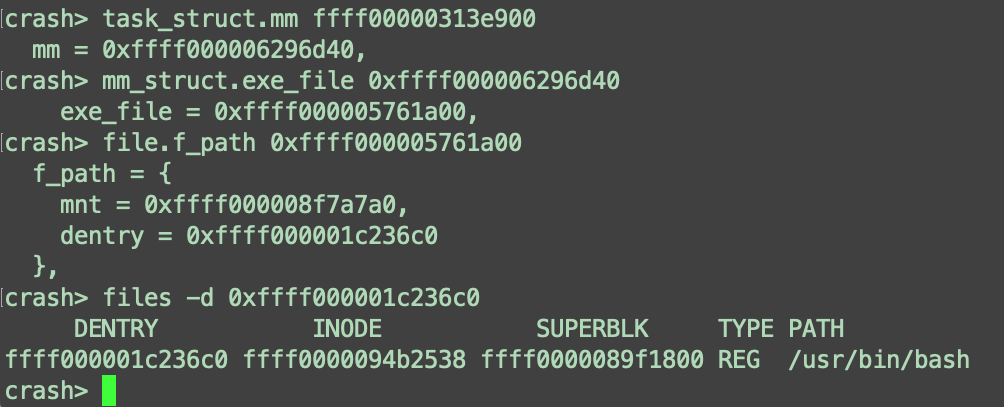 crash> task_struct.mm ffff00000313e900
mm = 0xffff000006296d40,
crash> mm_struct.exe_file 0xffff000006296d40
exe_file = 0xffff000005761a00,
crash> file.f_path 0xffff000005761a00
f_path = {
mnt = 0xffff000008f7a7a0,
dentry = 0xffff000001c236c0
},
crash> files -d 0xffff000001c236c0
DENTRY INODE SUPERBLK TYPE PATH
ffff000001c236c0 ffff0000094b2538 ffff0000089f1800 REG /usr/bin/bash
crash>